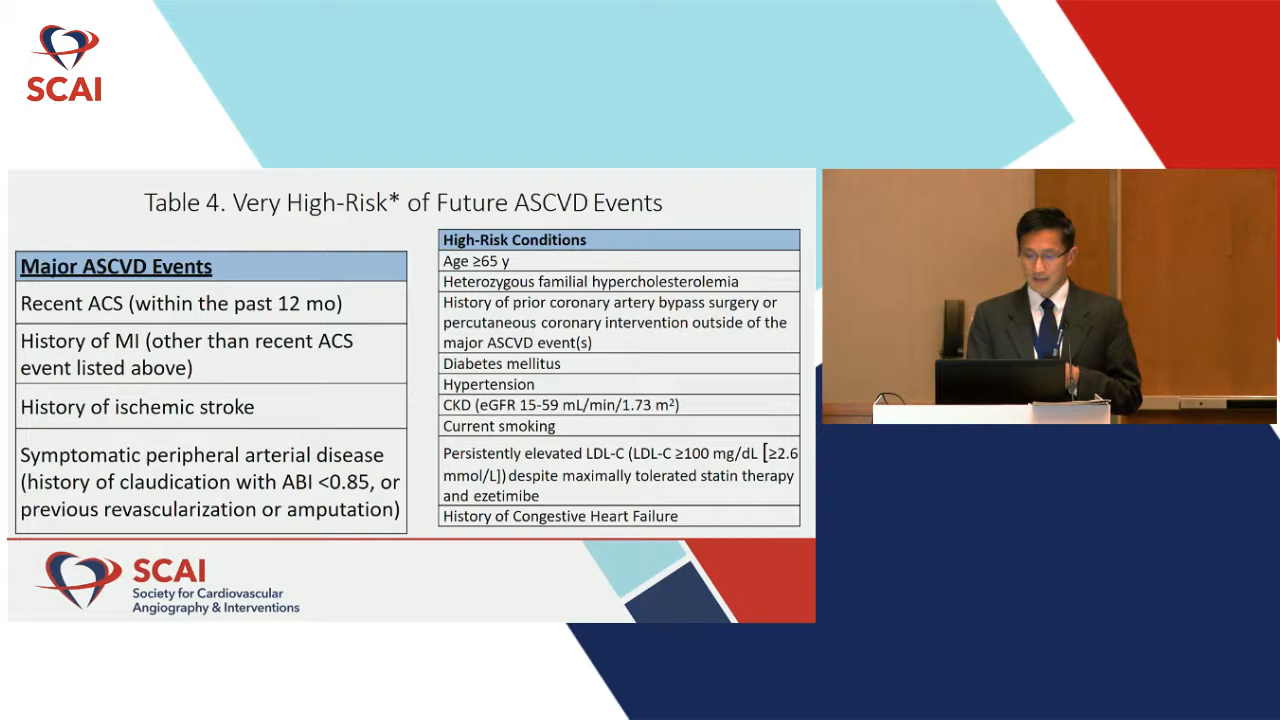 SCAI
Table 4. Very High-Risk* of Future ASCVD Events
Major ASCVD Events
Recent ACS (within the past 12 mo)
History of MI (other than recent ACS
event listed above)
History of ischemic stroke
Symptomatic peripheral arterial disease
(history of claudication with ABI <0.85, or
previous revascularization or amputation)
High-Risk Conditions
Age ≥65 y
Heterozygous familial hypercholesterolemia
History of prior coronary artery bypass surgery or
percutaneous coronary intervention outside of the
major ASCVD event(s)
Diabetes mellitus
Hypertension
CKD (eGFR 15-59 mL/min/1.73 m²)
Current smoking
Persistently elevated LDL-C (LDL-C ≥100 mg/dL [≥2.6
mmol/L]) despite maximally tolerated statin therapy
and ezetimibe
History of Congestive Heart Failure
SCAI
Society for Cardiovascular
Angiography & Interventions